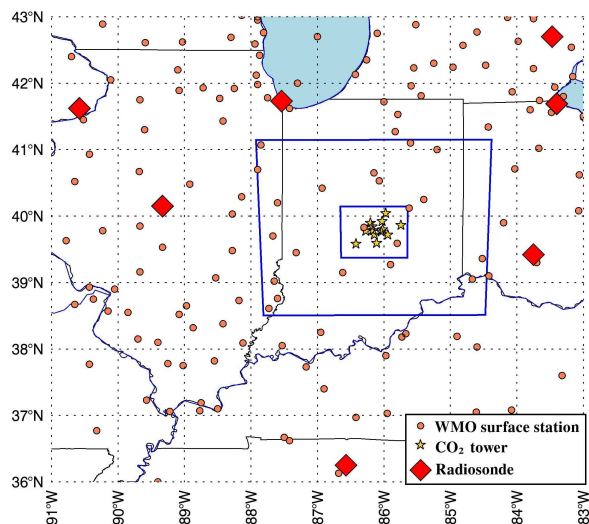 43°N
42°N
41°N
40°N
39°N
38°N
37°N
36°N
WMO surface station
CO₂ tower
Radiosonde
91°W
90°W
89°W
88°W
87°W
86°W
85°W
84°W
83°W